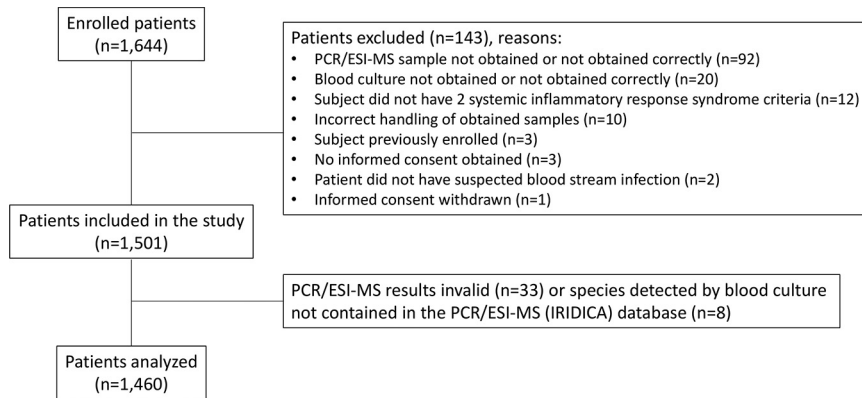 Enrolled patients
(n=1,644)
Patients excluded (n=143), reasons:
• PCR/ESI-MS sample not obtained or not obtained correctly (n=92)
• Blood culture not obtained or not obtained correctly (n=20)
• Subject did not have 2 systemic inflammatory response syndrome criteria (n=12)
• Incorrect handling of obtained samples (n=10)
• Subject previously enrolled (n=3)
• No informed consent obtained (n=3)
• Patient did not have suspected blood stream infection (n=2)
• Informed consent withdrawn (n=1)
Patients included in the study
(n=1,501)
PCR/ESI-MS results invalid (n=33) or species detected by blood culture
not contained in the PCR/ESI-MS (IRIDICA) database (n=8)
Patients analyzed
(n=1,460)